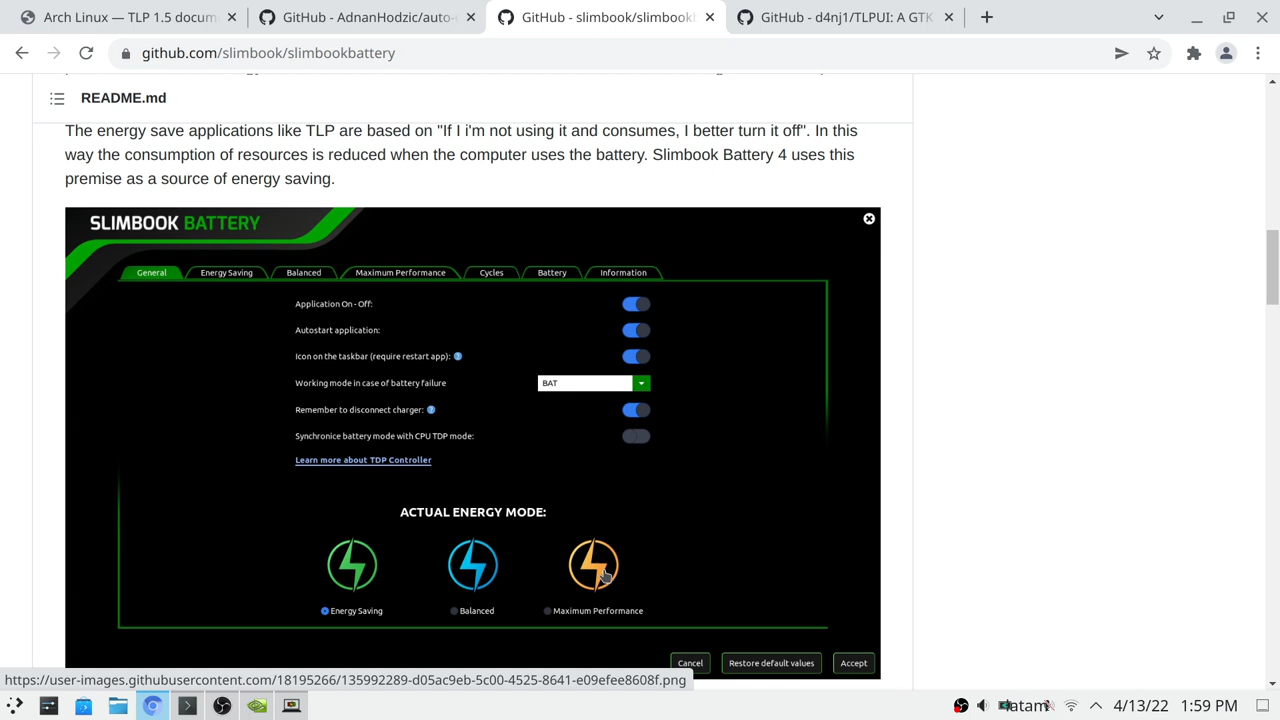 Arch Linux — TLP 1.5 docum
GitHub - AdnanHodzic/auto-
GitHub - slimbook/slimbookl
GitHub - d4nj1/TLPUI: A GTK
github.com/slimbook/slimbookbattery
README.md
The energy save applications like TLP are based on "If I i'm not using it and consumes, I better turn it off". In this
way the consumption of resources is reduced when the computer uses the battery. Slimbook Battery 4 uses this
premise as a source of energy saving.
SLIMBOOK BATTERY
General
Energy Saving
Balanced
Maximum Performance
Cycles
Battery
Information
Application On - Off:
Autostart application:
Icon on the taskbar (require restart app): ?
Working mode in case of battery failure
BAT
Remember to disconnect charger: ?
Synchronice battery mode with CPU TDP mode:
Learn more about TDP Controller
ACTUAL ENERGY MODE:
Energy Saving
Balanced
Maximum Performance
Cancel
Restore default values
Accept
https://user-images.githubusercontent.com/18195266/135992289-d05ac9eb-5c00-4525-8641-e09efee8608f.png
latam
4/13/22
1:59 PM